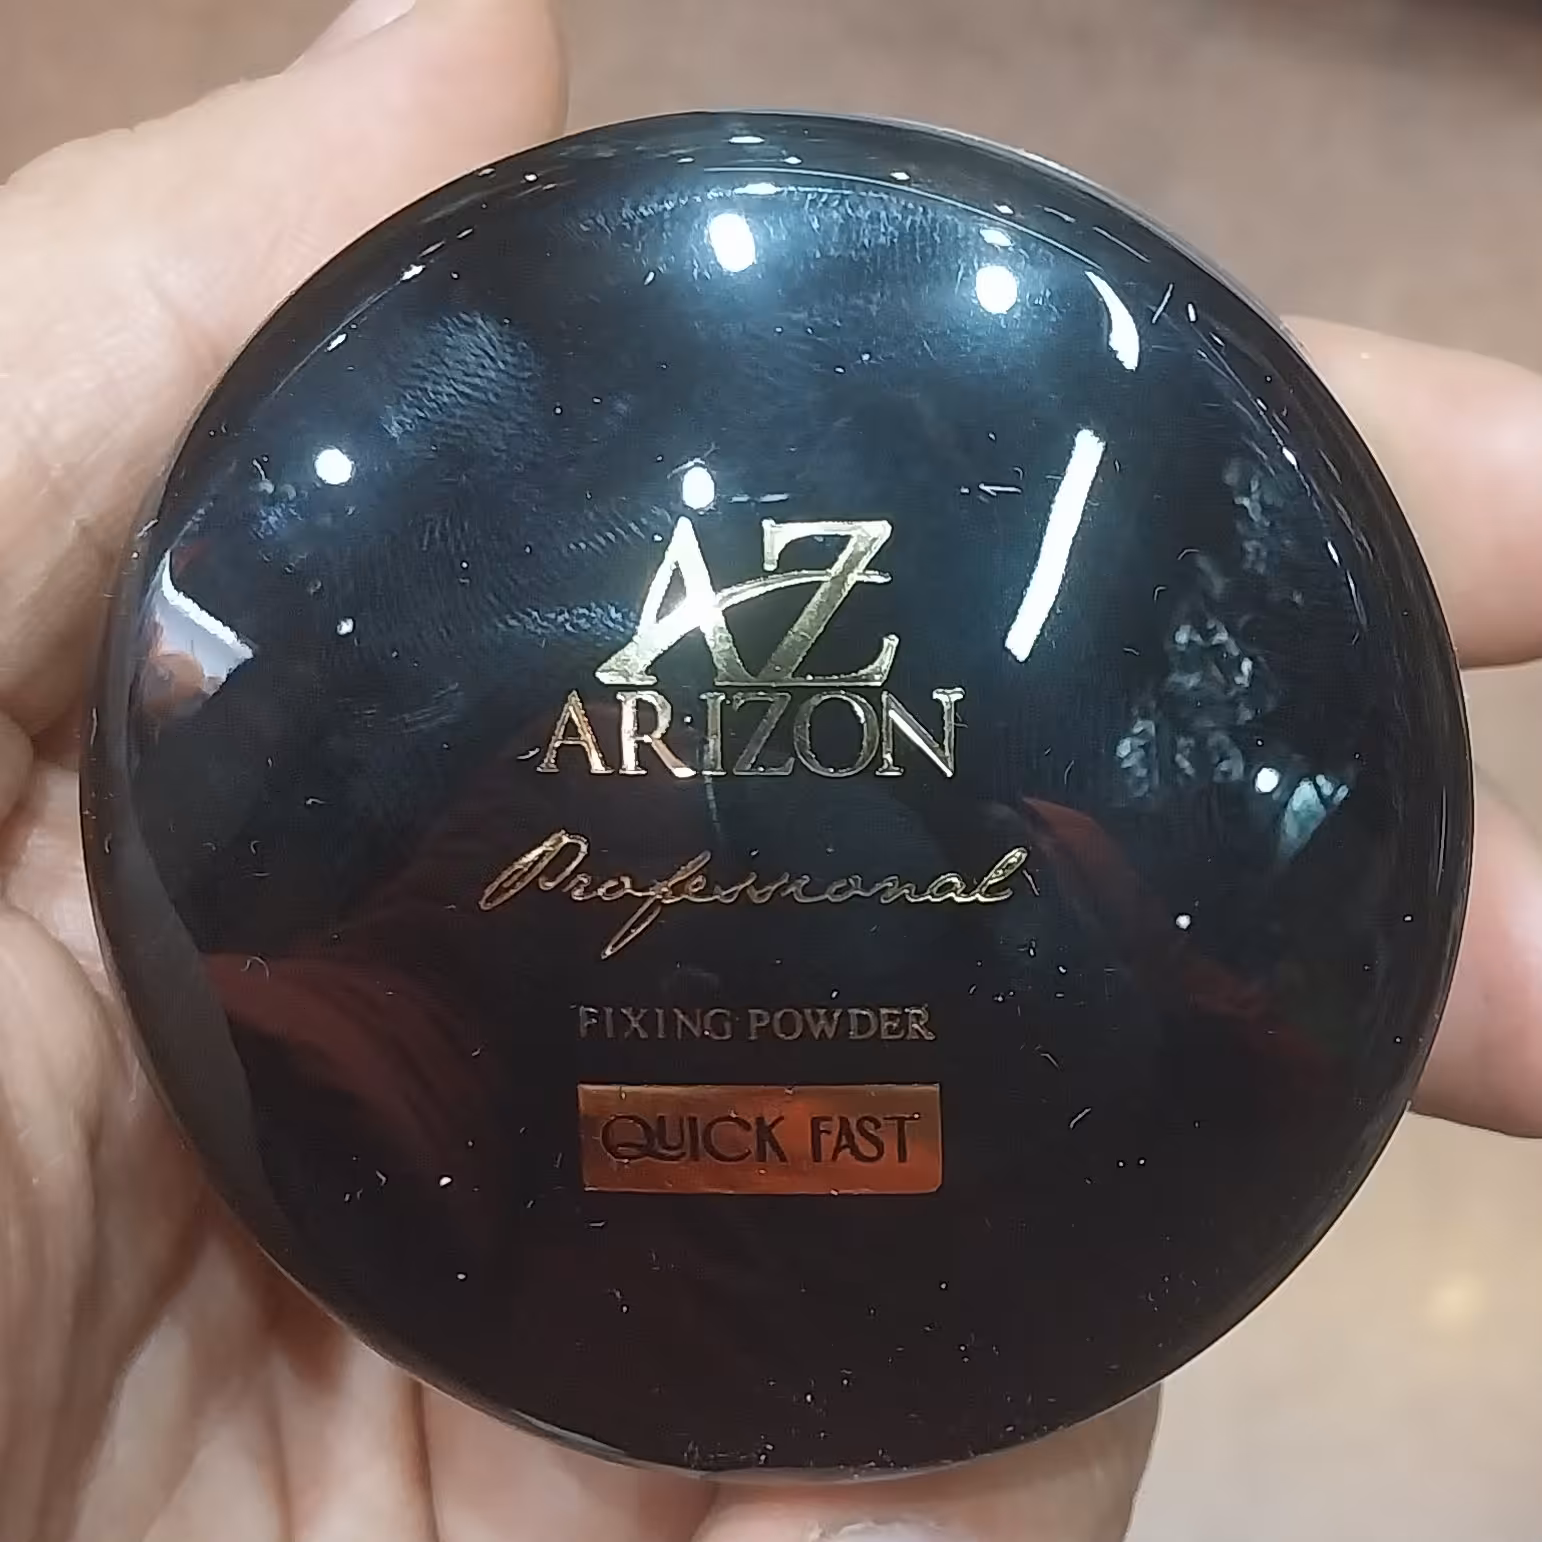 AZ
ARIZON
Professional
FIXING POWDER
QUICK FAST